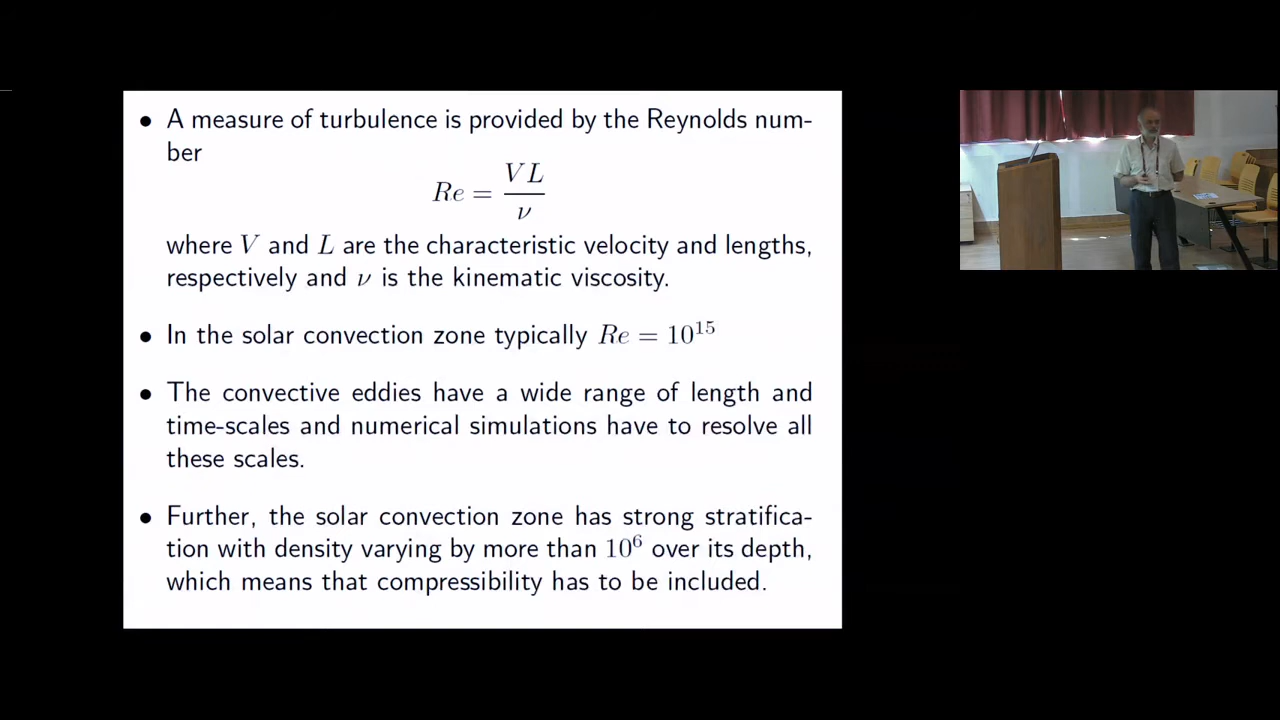 • A measure of turbulence is provided by the Reynolds num-
ber
Re = VL / ν
where V and L are the characteristic velocity and lengths,
respectively and ν is the kinematic viscosity.
• In the solar convection zone typically Re = 10^15
• The convective eddies have a wide range of length and
time-scales and numerical simulations have to resolve all
these scales.
• Further, the solar convection zone has strong stratifica-
tion with density varying by more than 10^6 over its depth,
which means that compressibility has to be included.